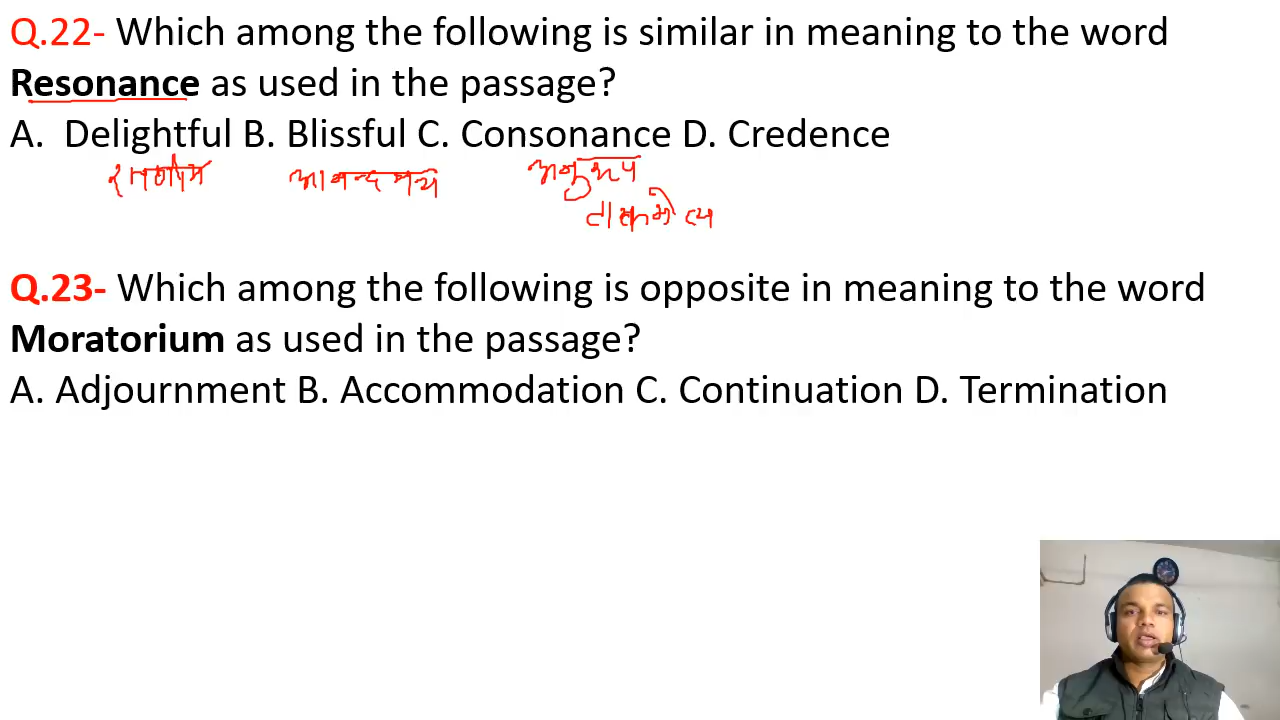 Q.22- Which among the following is similar in meaning to the word
Resonance as used in the passage?
A. Delightful B. Blissful C. Consonance D. Credence
आनन्दमय अनुरूप
Q.23- Which among the following is opposite in meaning to the word
Moratorium as used in the passage?
A. Adjournment B. Accommodation C. Continuation D. Termination